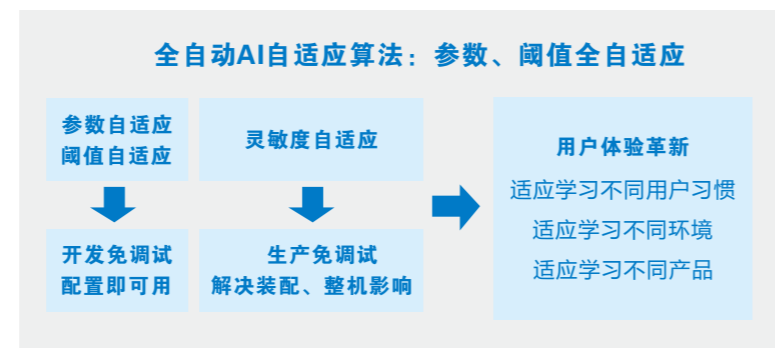 全自动AI自适应算法：参数、阈值全自适应
参数自适应
阈值自适应
开发免调试
配置即可用
灵敏度自适应
生产免调试
解决装配、整机影响
用户体验革新
适应学习不同用户习惯
适应学习不同环境
适应学习不同产品